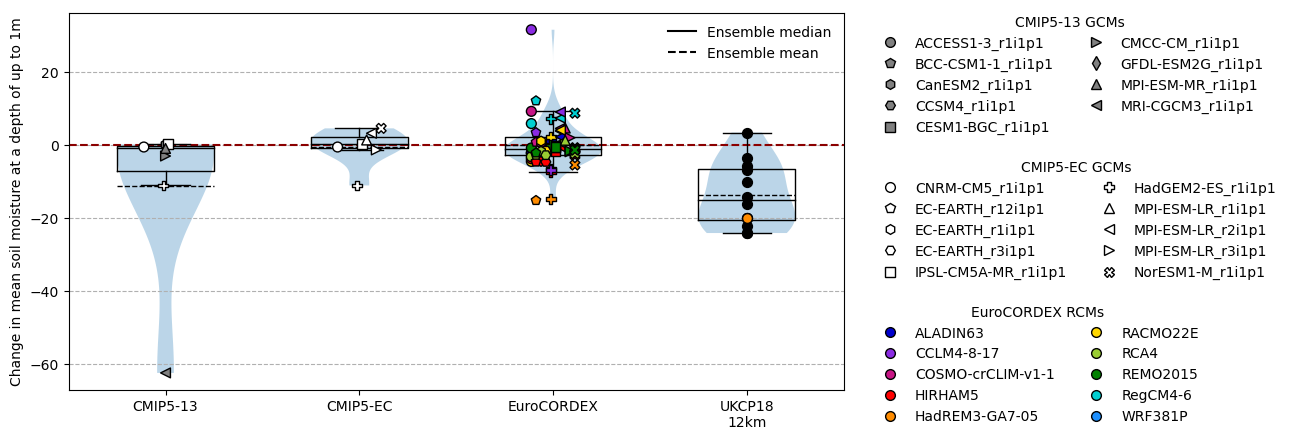 Change in mean soil moisture at a depth of up to 1m
20
0
−20
−40
−60
CMIP5-13
CMIP5-EC
EuroCORDEX
UKCP18
12km
Ensemble median
Ensemble mean
CMIP5-13 GCMs
ACCESS1-3_r1i1p1
BCC-CSM1-1_r1i1p1
CanESM2_r1i1p1
CCSM4_r1i1p1
CESM1-BGC_r1i1p1
CMCC-CM_r1i1p1
GFDL-ESM2G_r1i1p1
MPI-ESM-MR_r1i1p1
MRI-CGCM3_r1i1p1
CMIP5-EC GCMs
CNRM-CM5_r1i1p1
EC-EARTH_r12i1p1
EC-EARTH_r1i1p1
EC-EARTH_r3i1p1
IPSL-CM5A-MR_r1i1p1
HadGEM2-ES_r1i1p1
MPI-ESM-LR_r1i1p1
MPI-ESM-LR_r2i1p1
MPI-ESM-LR_r3i1p1
NorESM1-M_r1i1p1
EuroCORDEX RCMs
ALADIN63
CCLM4-8-17
COSMO-crCLIM-v1-1
HIRHAM5
HadREM3-GA7-05
RACMO22E
RCA4
REMO2015
RegCM4-6
WRF381P